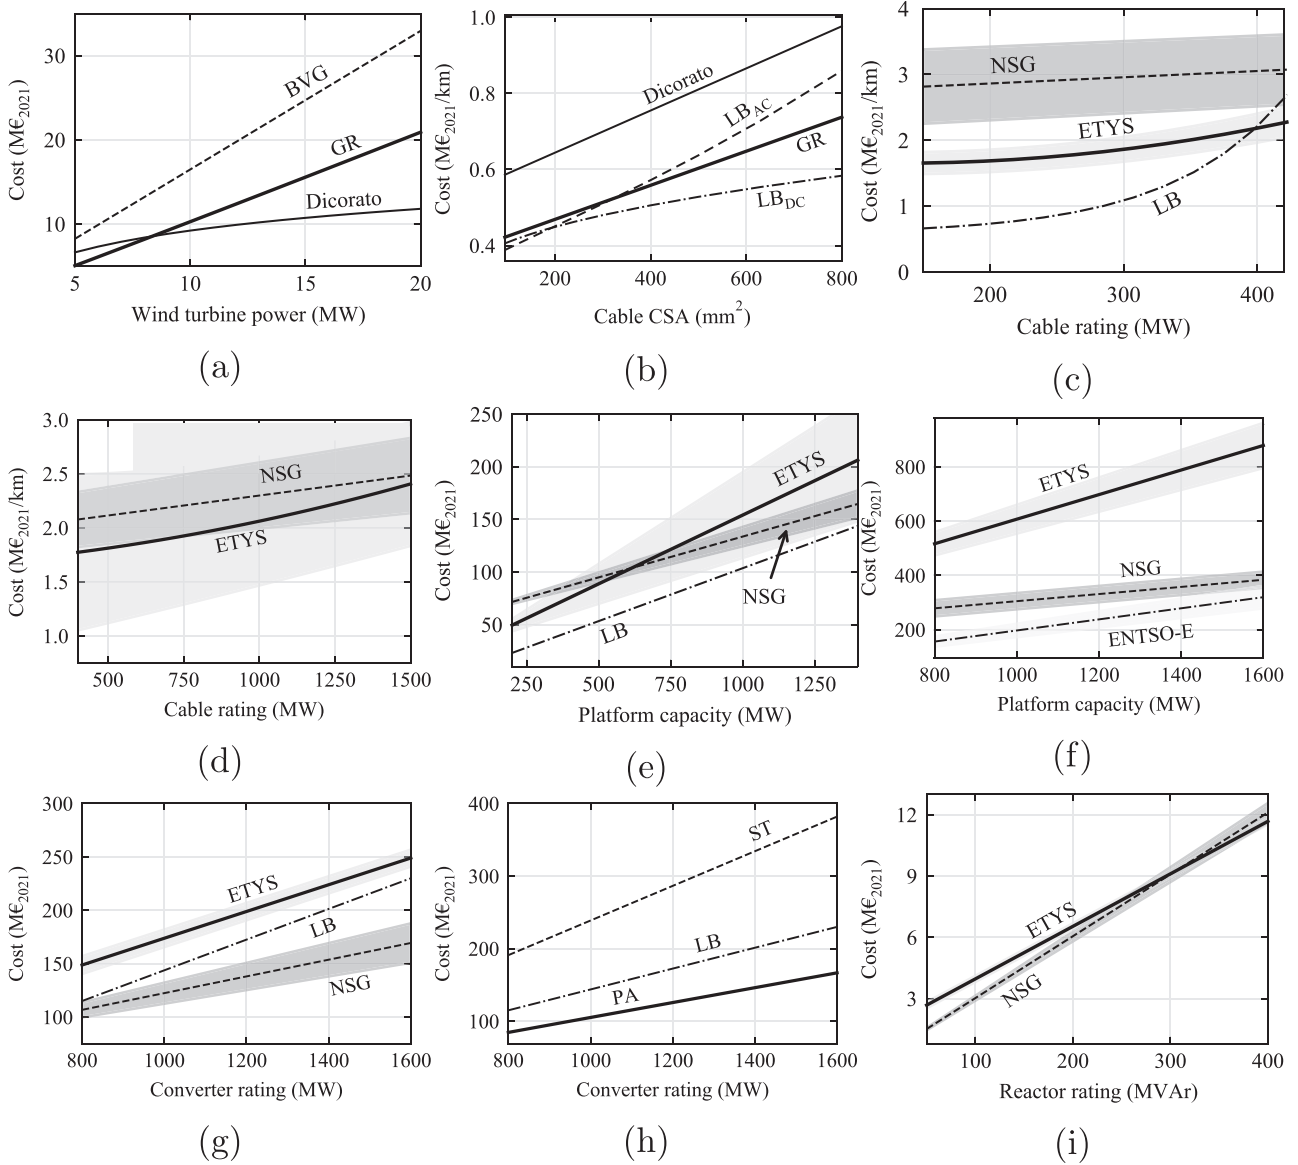 (a)
Cost (M€2021)
35
30
20
10
5
10
15
20
BVG
GR
Dicorato
Wind turbine power (MW)
(b)
Cost (M€2021/km)
1.0
0.8
0.6
0.4
200
400
600
800
Dicorato
LBAC
GR
LBDC
Cable CSA (mm2)
(c)
Cost (M€2021/km)
4
3
2
1
0
200
300
400
NSG
ETYS
LB
Cable rating (MW)
(d)
Cost (M€2021/km)
3.0
2.5
2.0
1.5
1.0
500
750
1000
1250
1500
NSG
ETYS
Cable rating (MW)
(e)
Cost (M€2021)
250
200
150
100
50
250
500
750
1000
1250
ETYS
NSG
LB
Platform capacity (MW)
(f)
Cost (M€2021)
800
600
400
200
800
1000
1200
1400
1600
ETYS
NSG
ENTSO-E
Platform capacity (MW)
(g)
Cost (M€2021)
300
250
200
150
100
800
1000
1200
1400
1600
ETYS
LB
NSG
Converter rating (MW)
(h)
Cost (M€2021)
400
300
200
100
800
1000
1200
1400
1600
ST
LB
PA
Converter rating (MW)
(i)
Cost (M€2021)
12
9
6
3
100
200
300
400
ETYS
NSG
Reactor rating (MVAr)